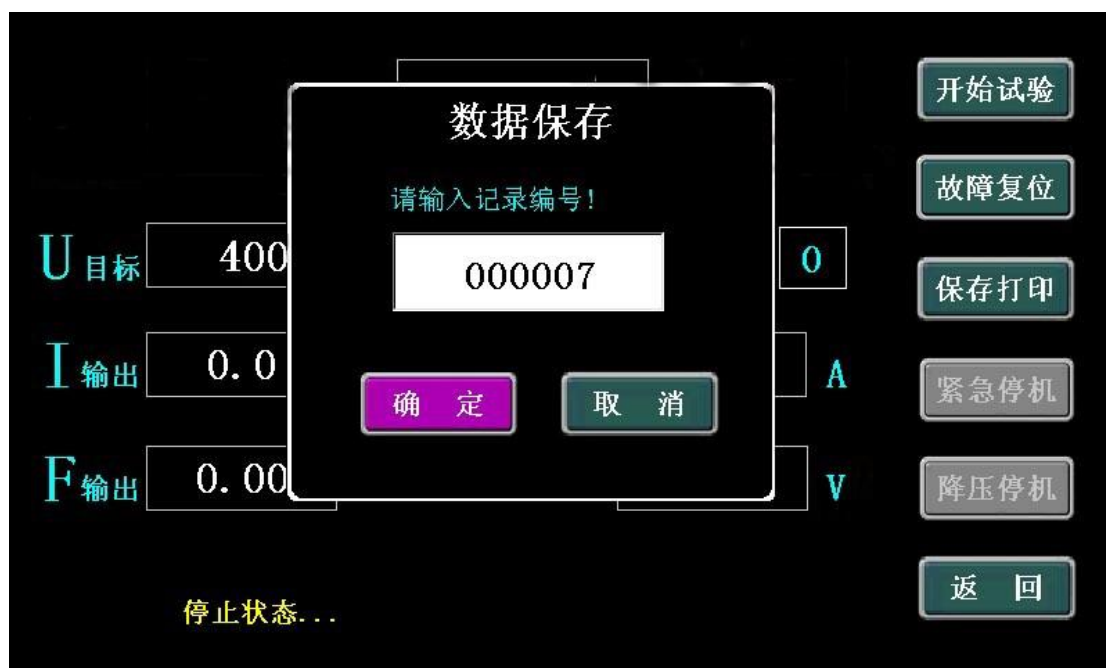 数据保存
请输入记录编号!
000007
确 定
取 消
U目标 400
0
I输出 0.0
A
F输出 0.00
V
停止状态...
开始试验
故障复位
保存打印
紧急停机
降压停机
返 回